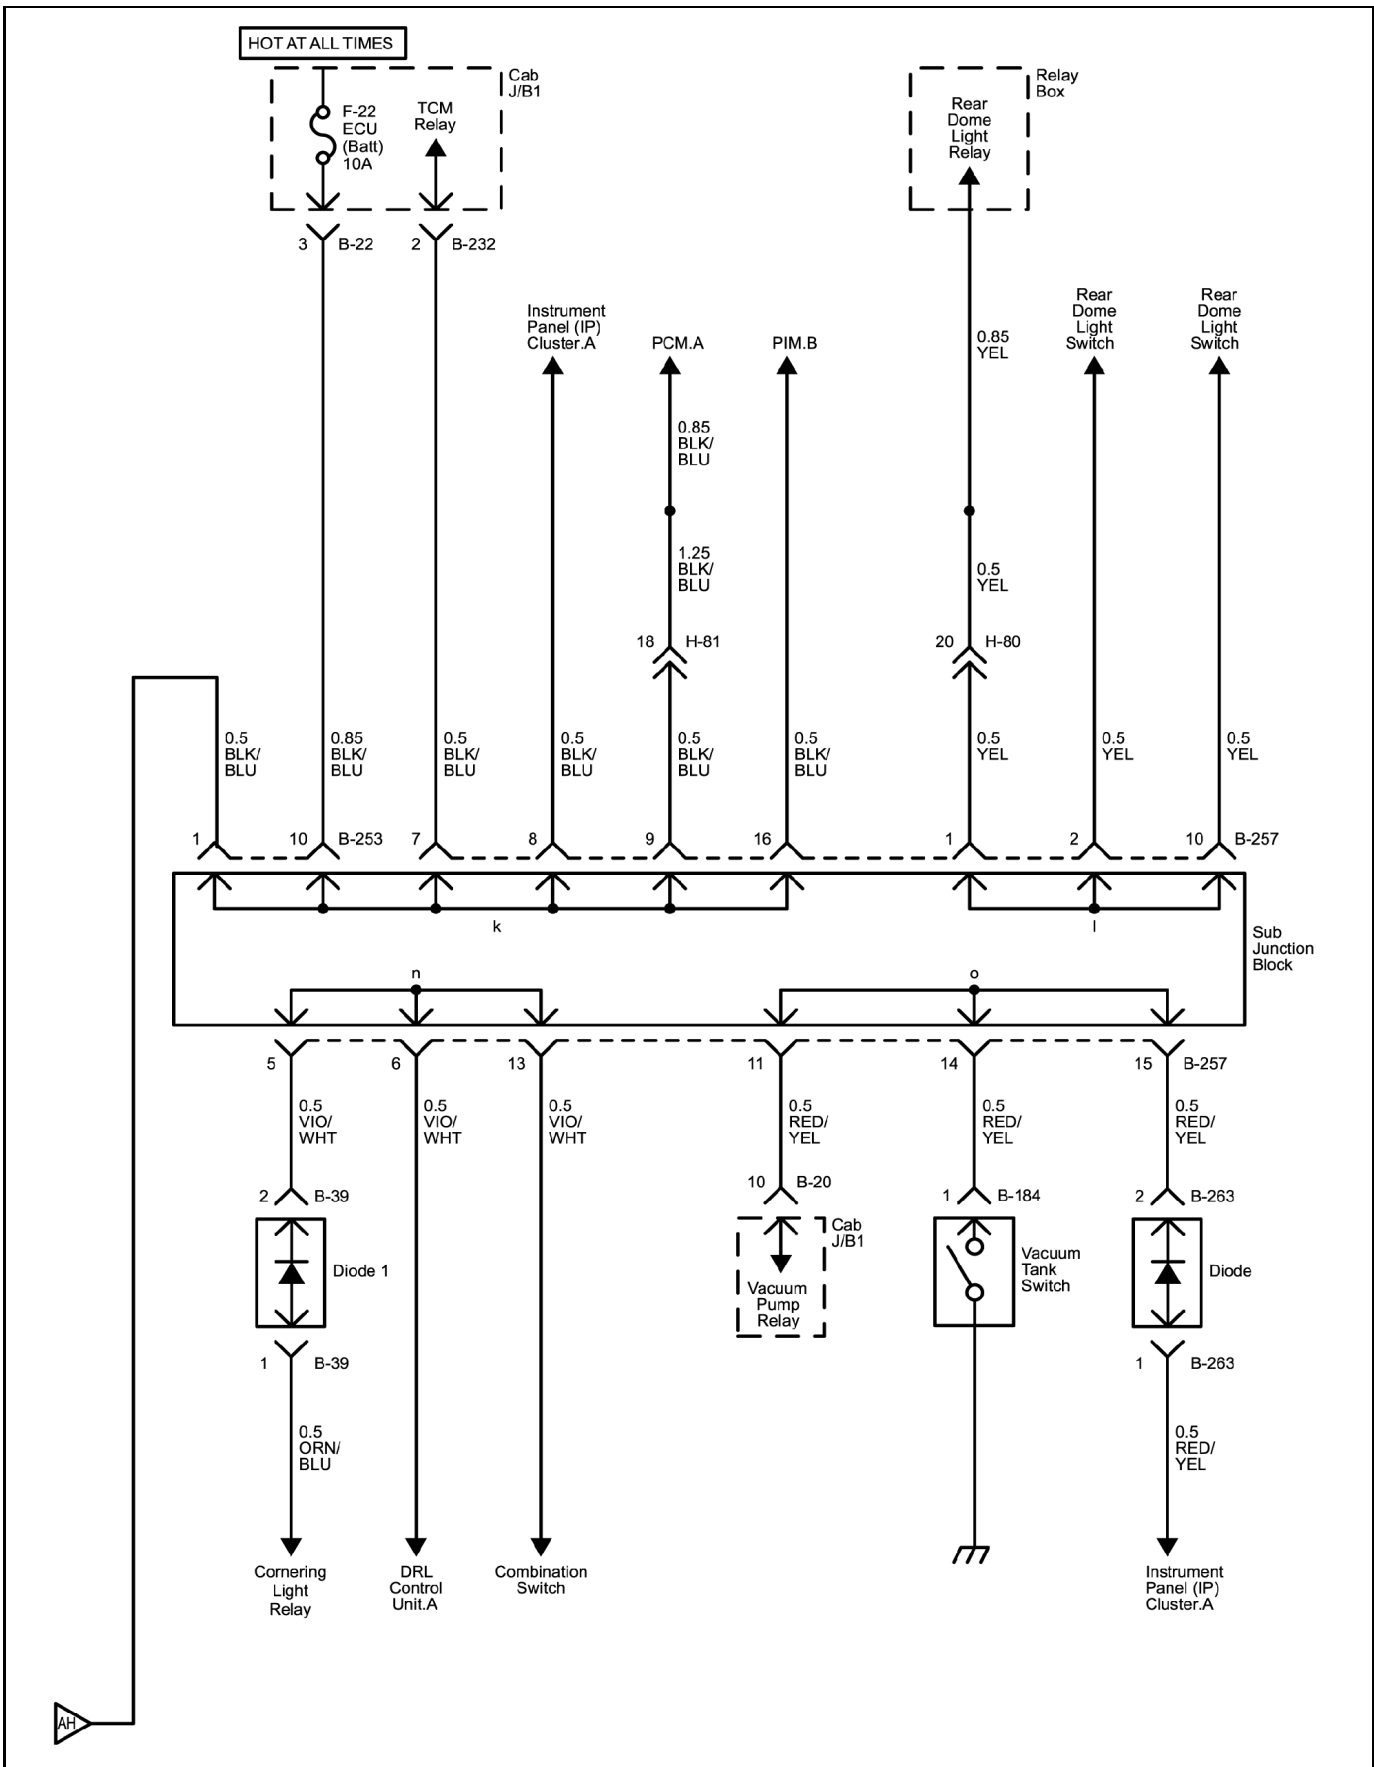 HOT AT ALL TIMES
Cab
J/B1
F-22
ECU
(Batt)
10A
TCM
Relay
Relay
Box
Rear
Dome
Light
Relay
3
B-22
2
B-232
Instrument
Panel (IP)
Cluster.A
PCM.A
PIM.B
0.85
YEL
Rear
Dome
Light
Switch
Rear
Dome
Light
Switch
0.85
BLK/
BLU
1.25
BLK/
BLU
0.5
YEL
18
H-81
20
H-80
0.5
BLK/
BLU
0.85
BLK/
BLU
0.5
BLK/
BLU
0.5
BLK/
BLU
0.5
BLK/
BLU
0.5
BLK/
BLU
0.5
YEL
0.5
YEL
0.5
YEL
1
10
B-253
7
8
9
16
1
2
10
B-257
k
l
Sub
Junction
Block
n
o
5
6
13
11
14
15
B-257
0.5
VIO/
WHT
0.5
VIO/
WHT
0.5
VIO/
WHT
0.5
RED/
YEL
0.5
RED/
YEL
0.5
RED/
YEL
2
B-39
10
B-20
1
B-184
2
B-263
Diode 1
Cab
J/B1
Vacuum
Pump
Relay
Vacuum
Tank
Switch
Diode
1
B-39
1
B-263
0.5
ORN/
BLU
0.5
RED/
YEL
Cornering
Light
Relay
DRL
Control
Unit.A
Combination
Switch
Instrument
Panel (IP)
Cluster.A
AH